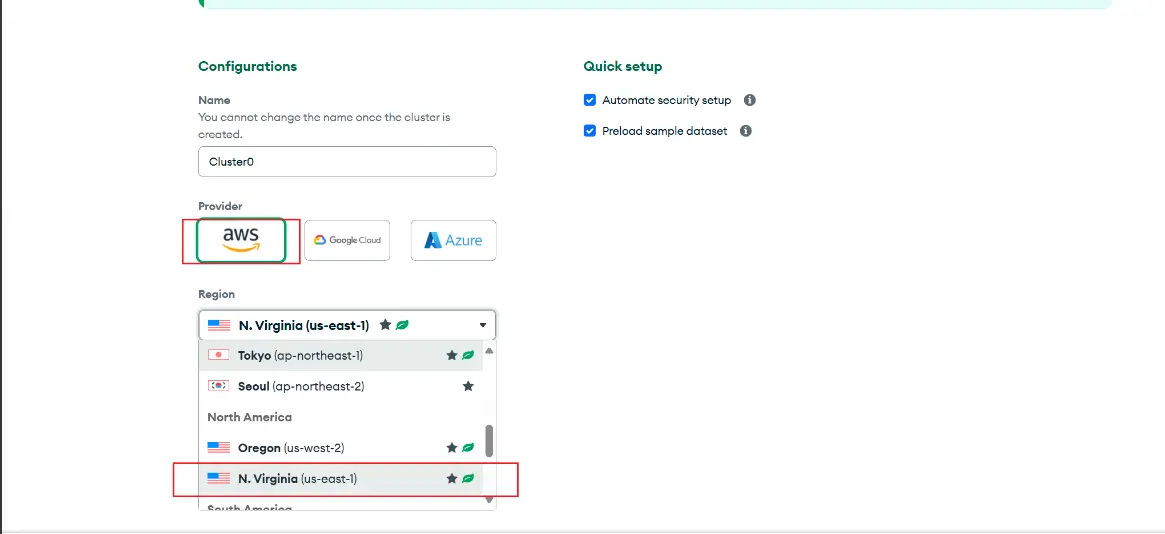 Configurations
Name
You cannot change the name once the cluster is
created.
Cluster0
Provider
aws
Google Cloud
Azure
Region
N. Virginia (us-east-1)
Tokyo (ap-northeast-1)
Seoul (ap-northeast-2)
North America
Oregon (us-west-2)
N. Virginia (us-east-1)
South America
Quick setup
Automate security setup
Preload sample dataset